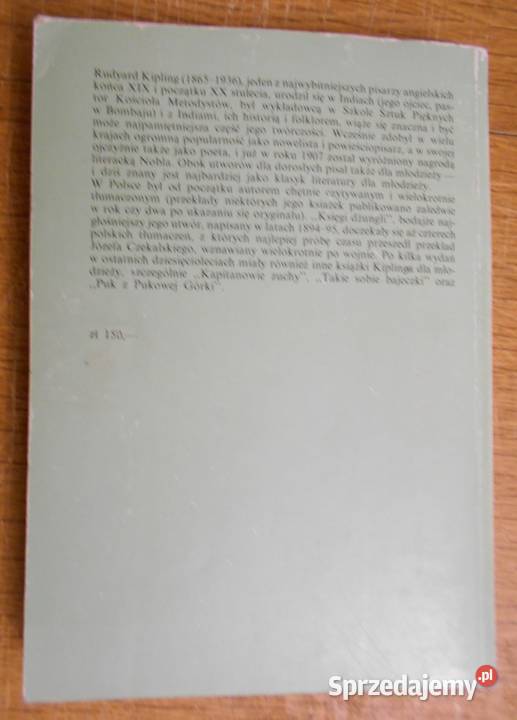 Rudyard Kipling (1865–1936), jeden z najwybitniejszych pisarzy angielskich
końca XIX i początku XX stulecia, urodził się w Indiach (jego ojciec, pas-
tor Kościoła Metodystów, był wykładowcą w Szkole Sztuk Pięknych
w Bombaju) i z Indiami, ich historią i folklorem, wiąże się znaczna i być
może najpamiętniejsza część jego twórczości. Wcześnie zdobył w wielu
krajach ogromną popularność jako nowelista i powieściopisarz, a w swojej
ojczyźnie także jako poeta, i już w roku 1907 został wyróżniony nagrodą
literacką Nobla. Obok utworów dla dorosłych pisał także dla młodzieży —
i dziś znany jest najbardziej jako klasyk literatury dla młodzieży.
W Polsce był od początku autorem chętnie czytywanym i wielokrotnie
tłumaczonym (przekłady niektórych jego książek publikowano zaledwie
w rok czy dwa po ukazaniu się oryginału). „Księgi dżungli", bodajże naj-
głośniejszy jego utwór, napisany w latach 1894–95, doczekały się aż czterech
polskich tłumaczeń, z których najlepiej próbę czasu przeszedł przekład
Józefa Czekalskiego, wznawiany wielokrotnie po wojnie. Po kilka wydań
w ostatnich dziesięcioleciach miały również inne książki Kiplinga dla mło-
dzieży, szczególnie „Kapitanowie zuchy", „Takie sobie bajeczki" oraz
„Puk z Pukowej Górki".
zł 150,—
Sprzedajemy.pl